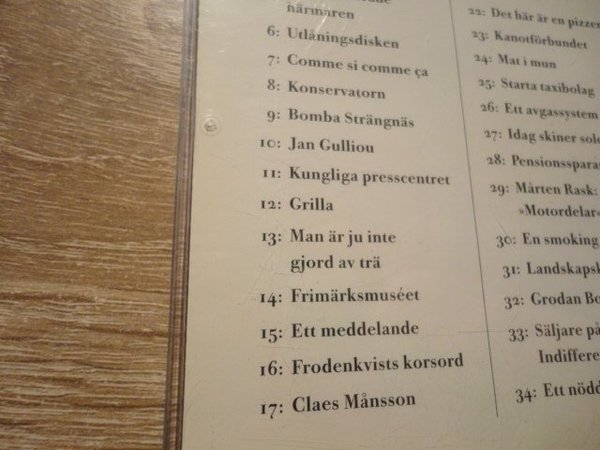 härmaren
6: Utlåningsdisken
7: Comme si comme ça
8: Konservatorn
9: Bomba Strängnäs
10: Jan Gulliou
11: Kungliga presscentret
12: Grilla
13: Man är ju inte
gjord av trä
14: Frimärksmuséet
15: Ett meddelande
16: Frodenkvists korsord
17: Claes Månsson
22: Det här är en pizzer
23: Kanotförbundet
24: Mat i mun
25: Starta taxibolag
26: Ett avgassystem
27: Idag skiner sole
28: Pensionsspara
29: Mårten Rask:
»Motordelar«
30: En smoking
31: Landskapsk
32: Grodan Bo
33: Säljare på
Indiffere
34: Ett nödd